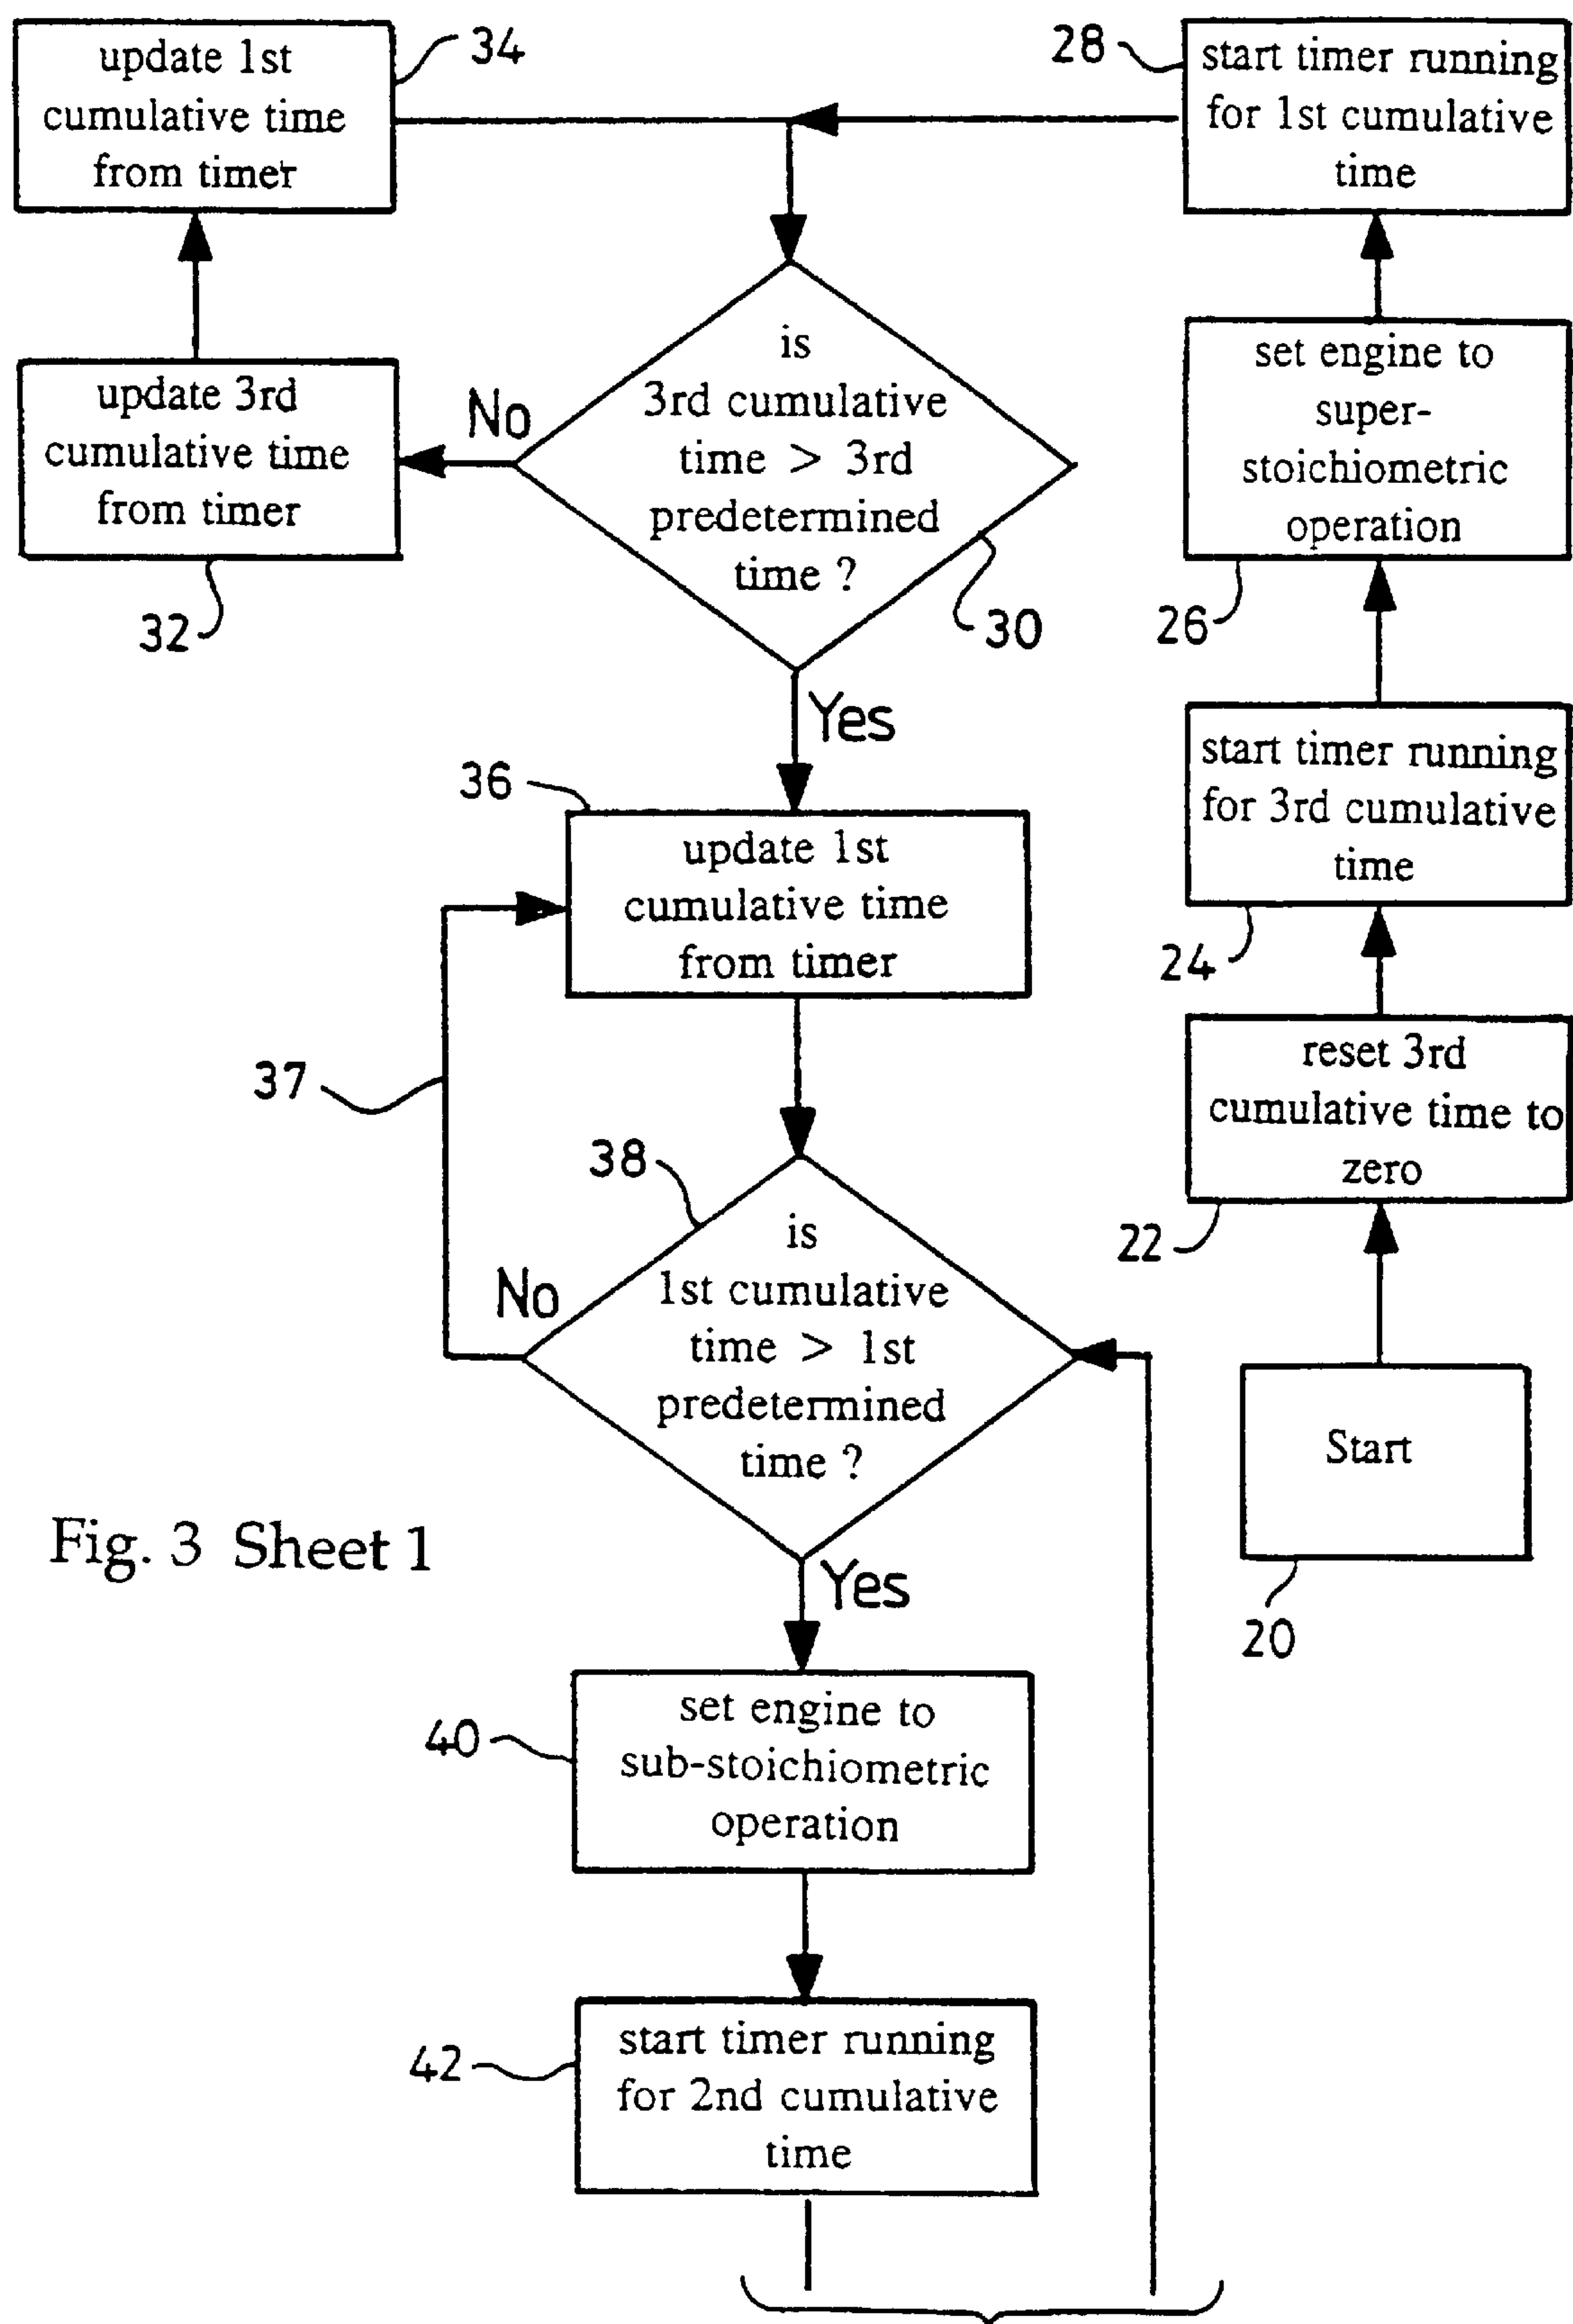 update 1st
cumulative time
from timer
34
28
start timer running
for 1st cumulative
time
update 3rd
cumulative time
from timer
32
No
is
3rd cumulative
time > 3rd
predetermined
time ?
30
set engine to
super-
stoichiometric
operation
26
Yes
start timer running
for 3rd cumulative
time
24
36
update 1st
cumulative time
from timer
reset 3rd
cumulative time to
zero
22
37
38
No
is
1st cumulative
time > 1st
predetermined
time ?
Start
20
Fig. 3 Sheet 1
Yes
40
set engine to
sub-stoichiometric
operation
42
start timer running
for 2nd cumulative
time